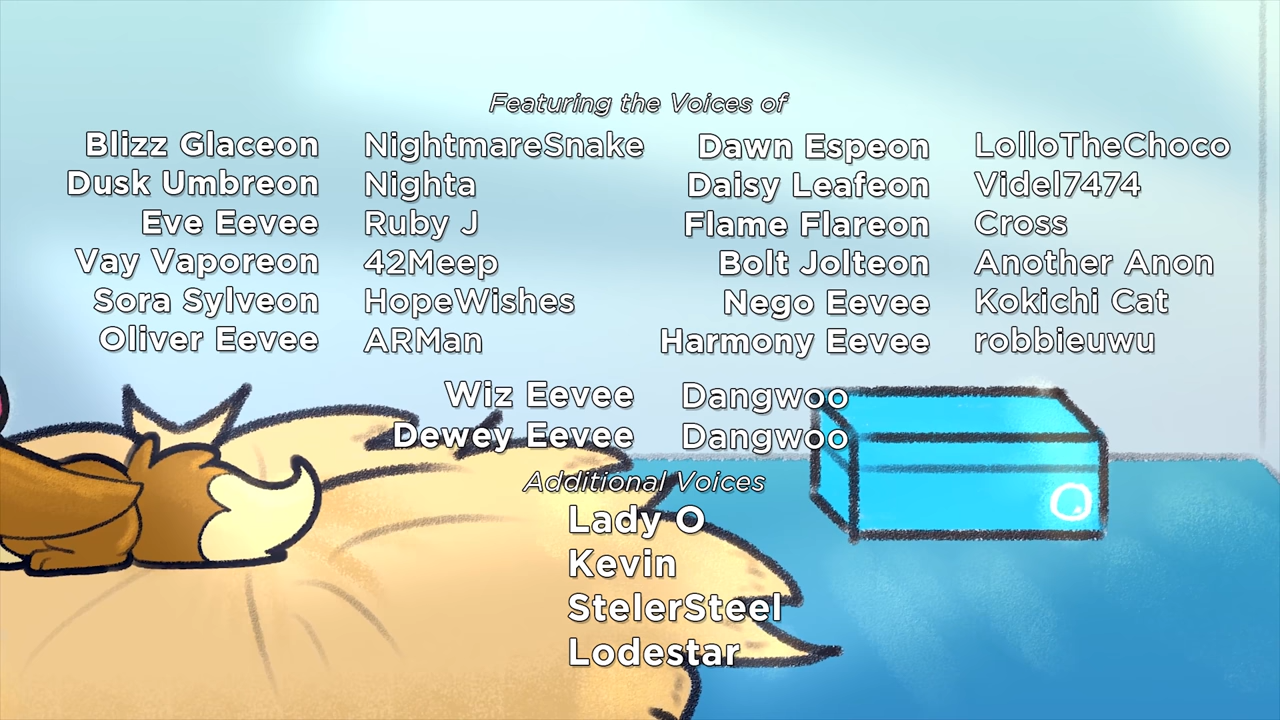 Featuring the Voices of
Blizz Glaceon NightmareSnake Dawn Espeon LolloTheChoco
Dusk Umbreon Nighta Daisy Leafeon Videl7474
Eve Eevee Ruby J Flame Flareon Cross
Vay Vaporeon 42Meep Bolt Jolteon Another Anon
Sora Sylveon HopeWishes Nego Eevee Kokichi Cat
Oliver Eevee ARMan Harmony Eevee robbieuwu
Wiz Eevee Dangwoo
Dewey Eevee Dangwoo
Additional Voices
Lady O
Kevin
StelerSteel
Lodestar